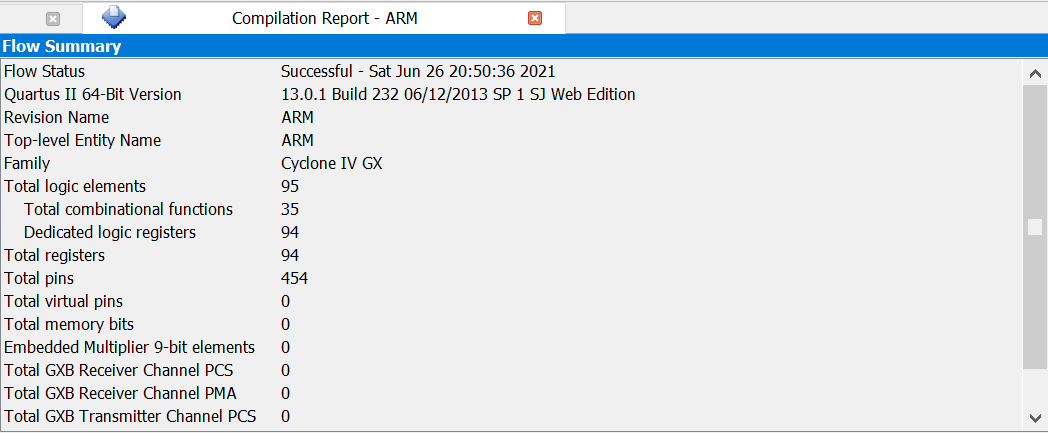 Compilation Report - ARM
Flow Summary
Flow Status Successful - Sat Jun 26 20:50:36 2021
Quartus II 64-Bit Version 13.0.1 Build 232 06/12/2013 SP 1 SJ Web Edition
Revision Name ARM
Top-level Entity Name ARM
Family Cyclone IV GX
Total logic elements 95
Total combinational functions 35
Dedicated logic registers 94
Total registers 94
Total pins 454
Total virtual pins 0
Total memory bits 0
Embedded Multiplier 9-bit elements 0
Total GXB Receiver Channel PCS 0
Total GXB Receiver Channel PMA 0
Total GXB Transmitter Channel PCS 0